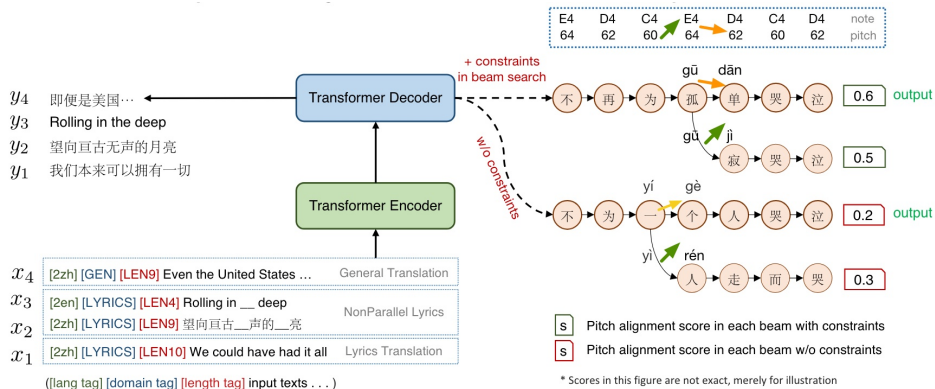 E4 D4 C4 E4 D4 C4 D4 note
64 62 60 64 62 60 62 pitch
+ constraints
in beam search
w/o constraints
Transformer Decoder
Transformer Encoder
y4 即便是美国…
y3 Rolling in the deep
y2 望向亘古无声的月亮
y1 我们本来可以拥有一切
gū dān
不 再 为 孤 单 哭 泣 0.6 output
gū jì
寂 哭 泣 0.5
yí gè
不 为 一 个 人 哭 泣 0.2 output
yì rén
人 走 而 哭 0.3
x4 [2zh] [GEN] [LEN9] Even the United States ... General Translation
x3 [2en] [LYRICS] [LEN4] Rolling in __ deep
NonParallel Lyrics
x2 [2zh] [LYRICS] [LEN9] 望向亘古__声的__亮
x1 [2zh] [LYRICS] [LEN10] We could have had it all Lyrics Translation
([lang tag] [domain tag] [length tag] input texts . . . )
s Pitch alignment score in each beam with constraints
s Pitch alignment score in each beam w/o constraints
* Scores in this figure are not exact, merely for illustration